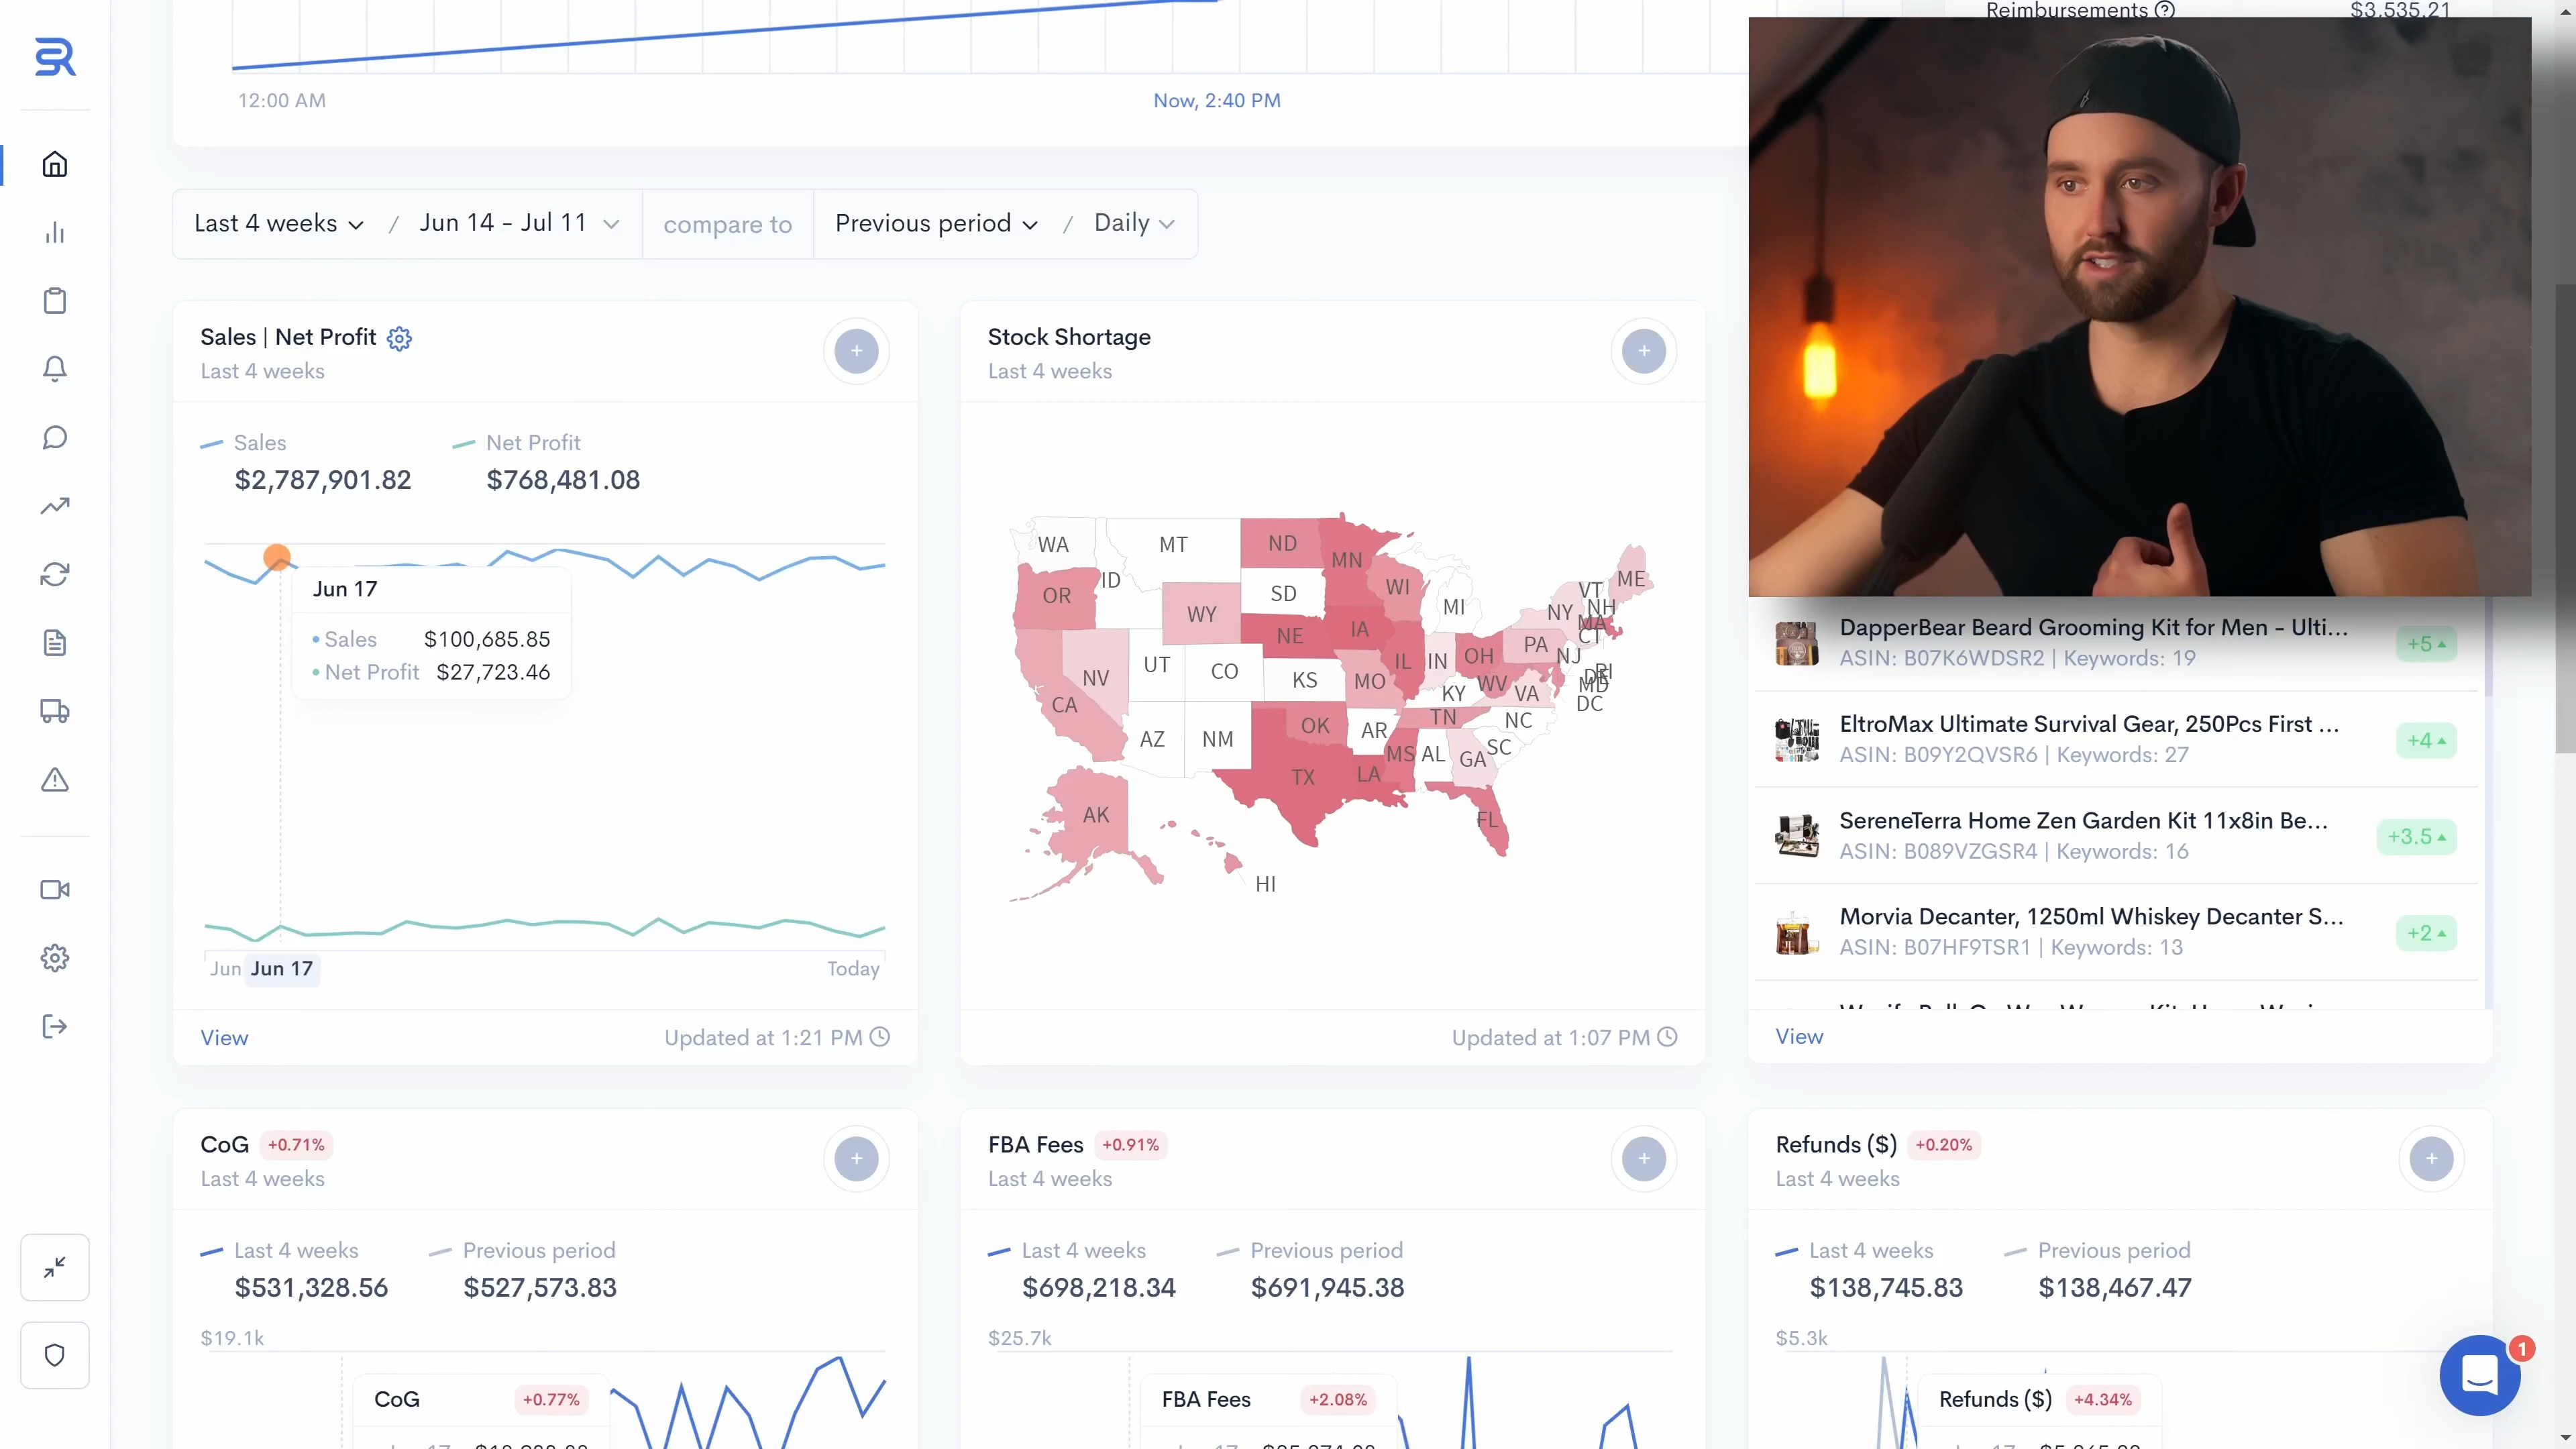 Reimbursements $3,535.21
12:00 AM
Now, 2:40 PM
Last 4 weeks / Jun 14 - Jul 11 compare to Previous period / Daily
Sales | Net Profit
Last 4 weeks
Sales
$2,787,901.82
Net Profit
$768,481.08
Jun 17
Sales $100,685.85
Net Profit $27,723.46
Jun
Jun 17
Today
View
Updated at 1:21 PM
Stock Shortage
Last 4 weeks
WA
MT
ND
MN
OR
ID
WY
SD
WI
MI
NY
VT
NH
ME
MA
CT
NE
IA
PA
NJ
RI
DE
MD
DC
NV
UT
CO
KS
MO
IL
IN
OH
KY
WV
VA
CA
AZ
NM
OK
AR
TN
NC
SC
MS
AL
GA
TX
LA
FL
AK
HI
Updated at 1:07 PM
DapperBear Beard Grooming Kit for Men - Ulti...
ASIN: B07K6WDSR2 | Keywords: 19
+5
EltroMax Ultimate Survival Gear, 250Pcs First ...
ASIN: B09Y2QVSR6 | Keywords: 27
+4
SereneTerra Home Zen Garden Kit 11x8in Be...
ASIN: B089VZGSR4 | Keywords: 16
+3.5
Morvia Decanter, 1250ml Whiskey Decanter S...
ASIN: B07HF9TSR1 | Keywords: 13
+2
View
CoG +0.71%
Last 4 weeks
Last 4 weeks
$531,328.56
Previous period
$527,573.83
$19.1k
CoG +0.77%
FBA Fees +0.91%
Last 4 weeks
Last 4 weeks
$698,218.34
Previous period
$691,945.38
$25.7k
FBA Fees +2.08%
Refunds ($) +0.20%
Last 4 weeks
Last 4 weeks
$138,745.83
Previous period
$138,467.47
$5.3k
Refunds ($) +4.34%
1